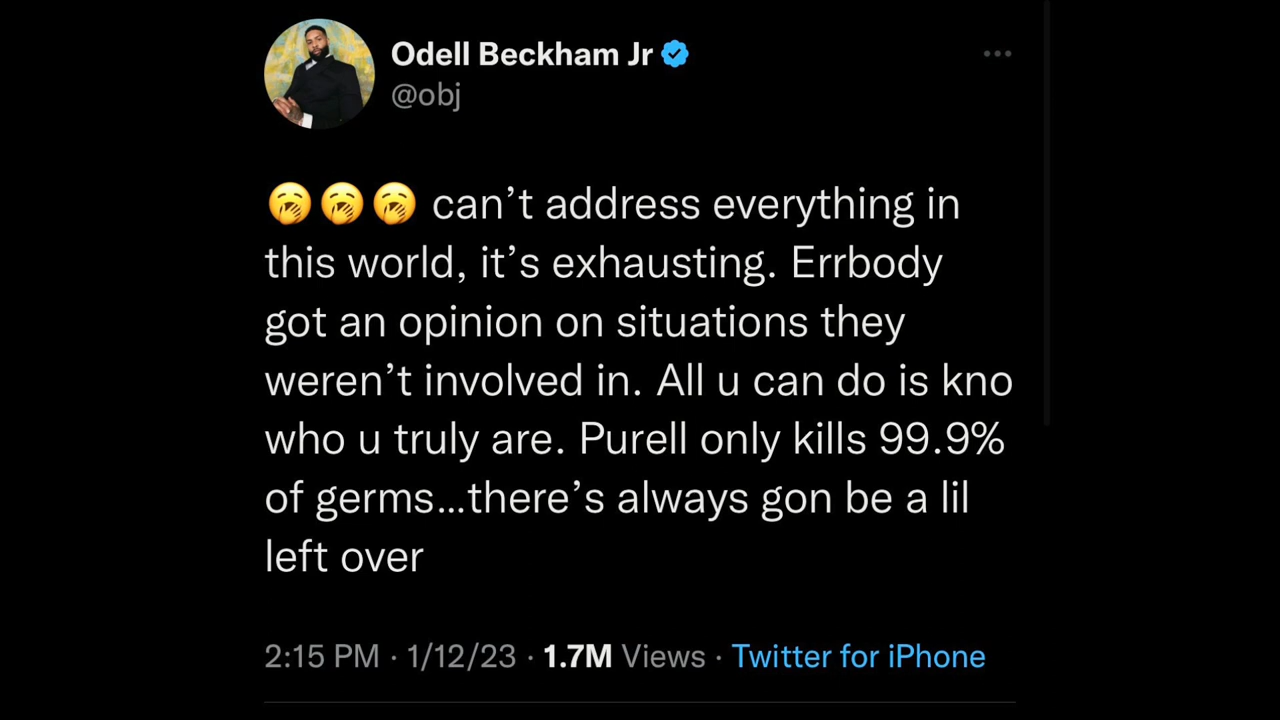 Odell Beckham Jr
@obj
🥱🥱🥱 can’t address everything in
this world, it’s exhausting. Errbody
got an opinion on situations they
weren’t involved in. All u can do is kno
who u truly are. Purell only kills 99.9%
of germs…there’s always gon be a lil
left over
2:15 PM · 1/12/23 · 1.7M Views · Twitter for iPhone